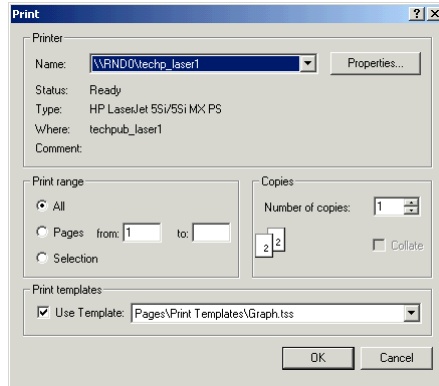 Print
Printer
Name: \\RND0\techp_laser1 Properties...
Status: Ready
Type: HP LaserJet 5Si/5Si MX PS
Where: techpub_laser1
Comment:
Print range
All
Pages from: 1 to:
Selection
Copies
Number of copies: 1
2 2
Collate
Print templates
Use Template: Pages\Print Templates\Graph.tss
OK Cancel